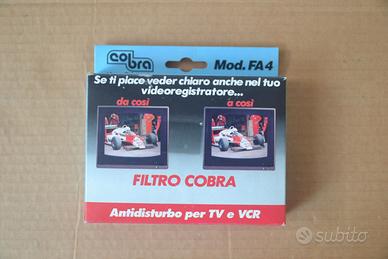 cobra
Mod. FA4
Se ti piace veder chiaro anche nel tuo
videoregistratore...
da così
a così
FILTRO COBRA
Antidisturbo per TV e VCR
subito